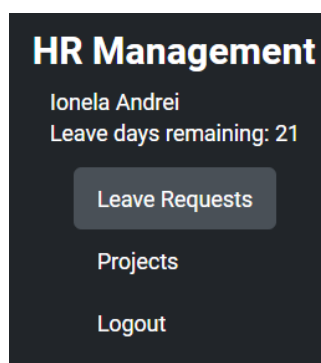 HR Management
Ionela Andrei
Leave days remaining: 21
Leave Requests
Projects
Logout